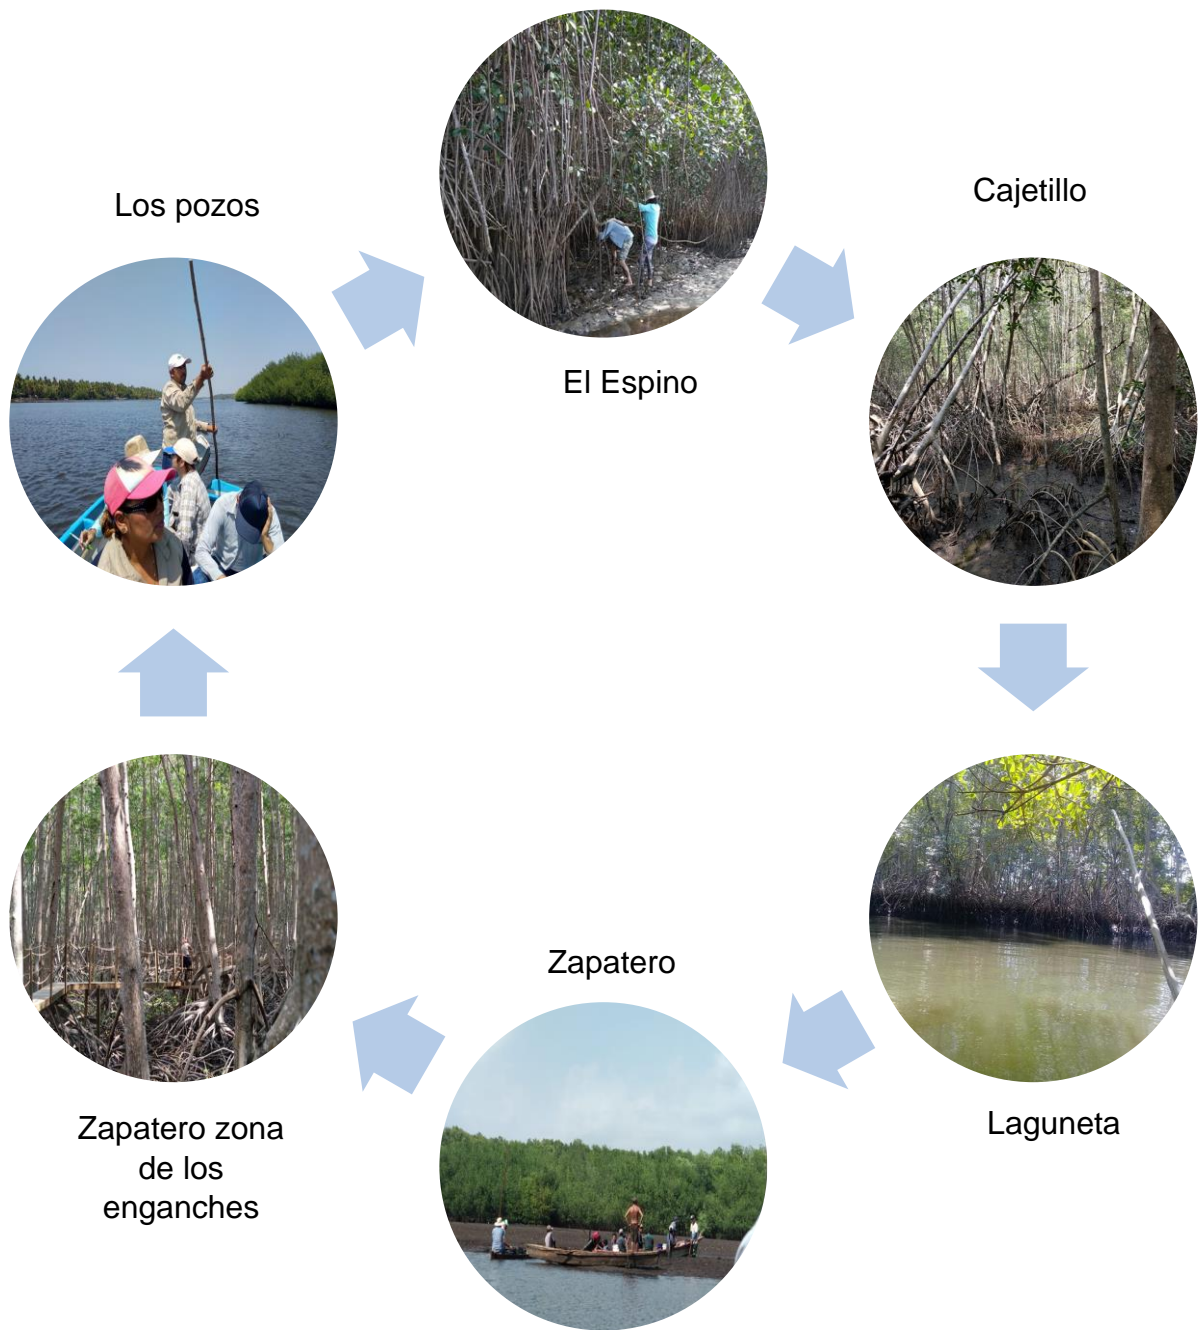 Los pozos
El Espino
Cajetillo
Laguneta
Zapatero
Zapatero zona
de los
enganches